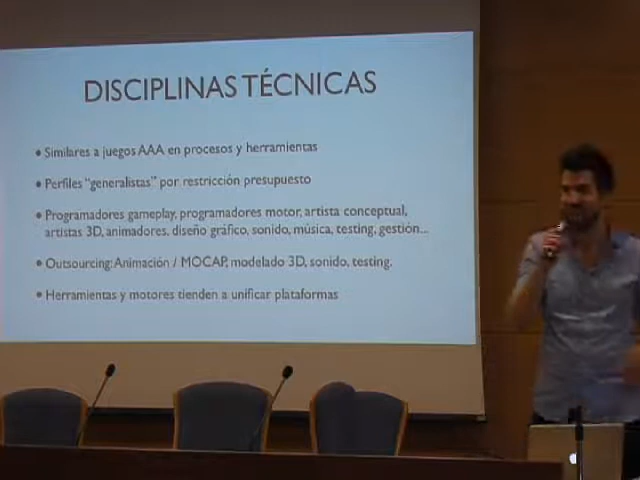 DISCIPLINAS TÉCNICAS
• Similares a juegos AAA en procesos y herramientas
• Perfiles "generalistas" por restricción presupuesto
• Programadores gameplay, programadores motor, artista conceptual,
artistas 3D, animadores, diseño gráfico, sonido, música, testing, gestión...
• Outsourcing: Animación / MOCAP, modelado 3D, sonido, testing.
• Herramientas y motores tienden a unificar plataformas